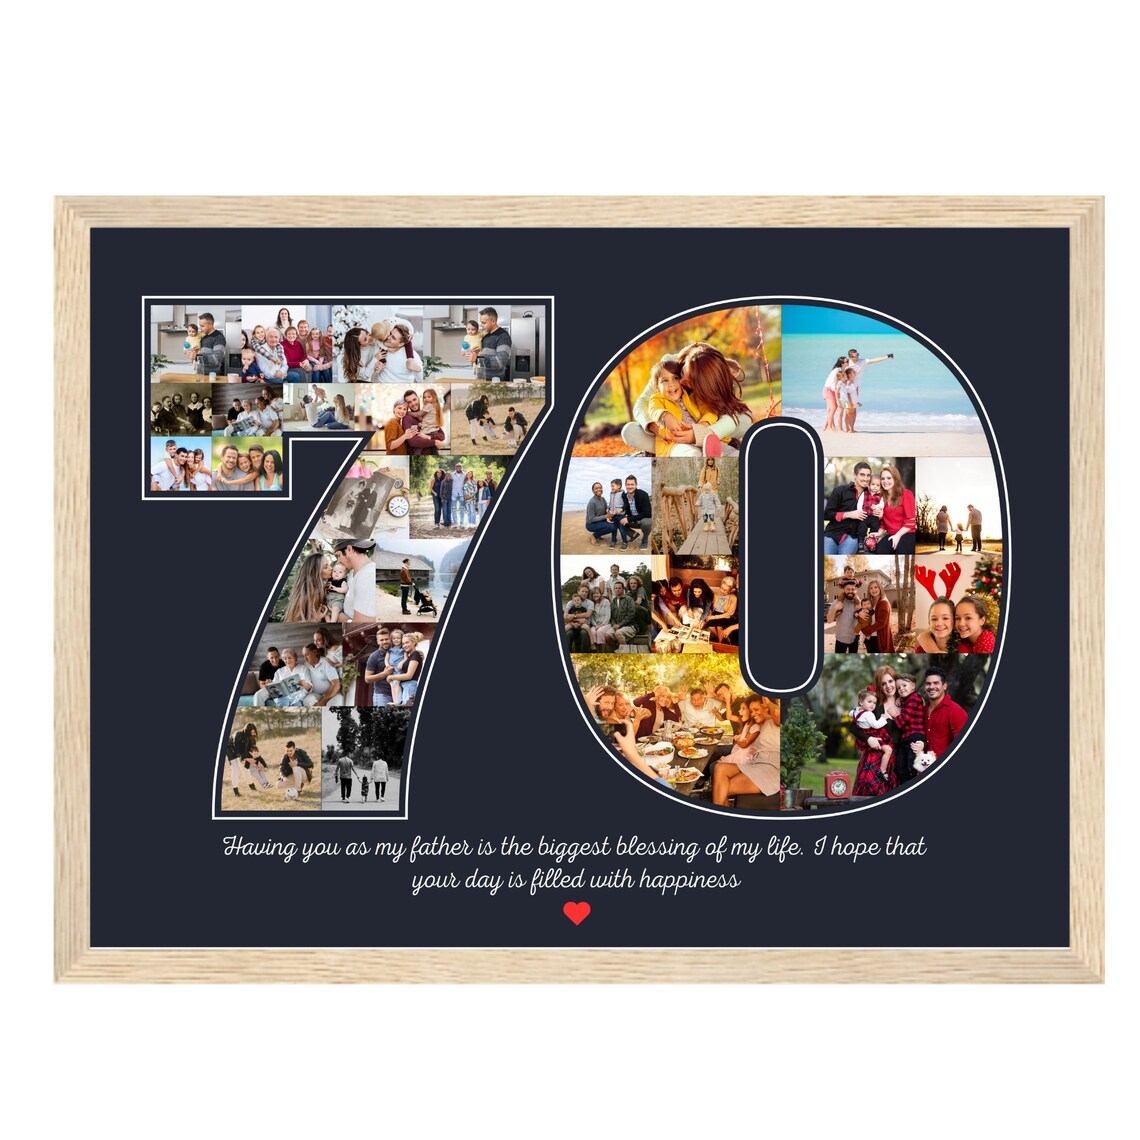 70
Having you as my father is the biggest blessing of my life. I hope that
your day is filled with happiness